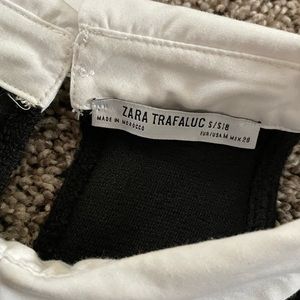 ZARA TRAFALUC S/S18
MADE IN MOROCCO EUR/USA M MEX 28